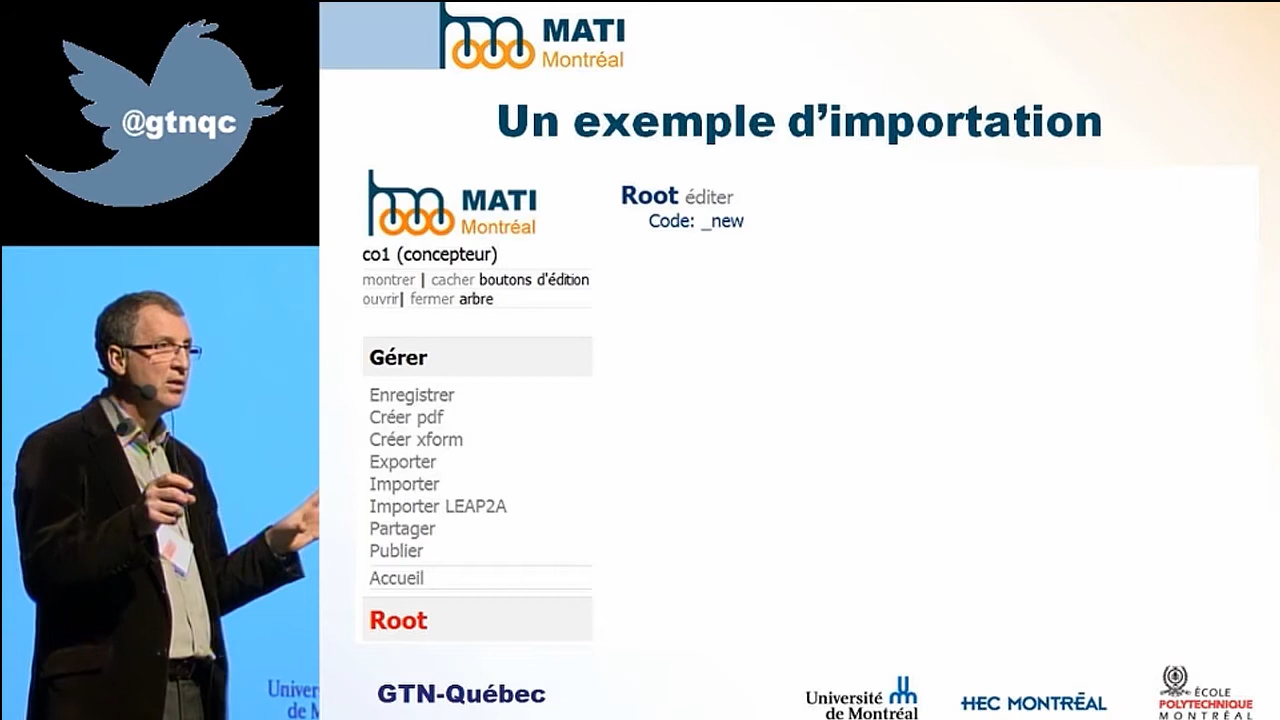 @gtnqc
MATI
Montréal
Un exemple d'importation
MATI
Montréal
co1 (concepteur)
montrer | cacher boutons d'édition
ouvrir| fermer arbre
Gérer
Enregistrer
Créer pdf
Créer xform
Exporter
Importer
Importer LEAP2A
Partager
Publier
Accueil
Root
Root éditer
Code: _new
GTN-Québec
Université
de Montréal
HEC MONTRÉAL
ÉCOLE
POLYTECHNIQUE
MONTRÉAL
Univer
de M